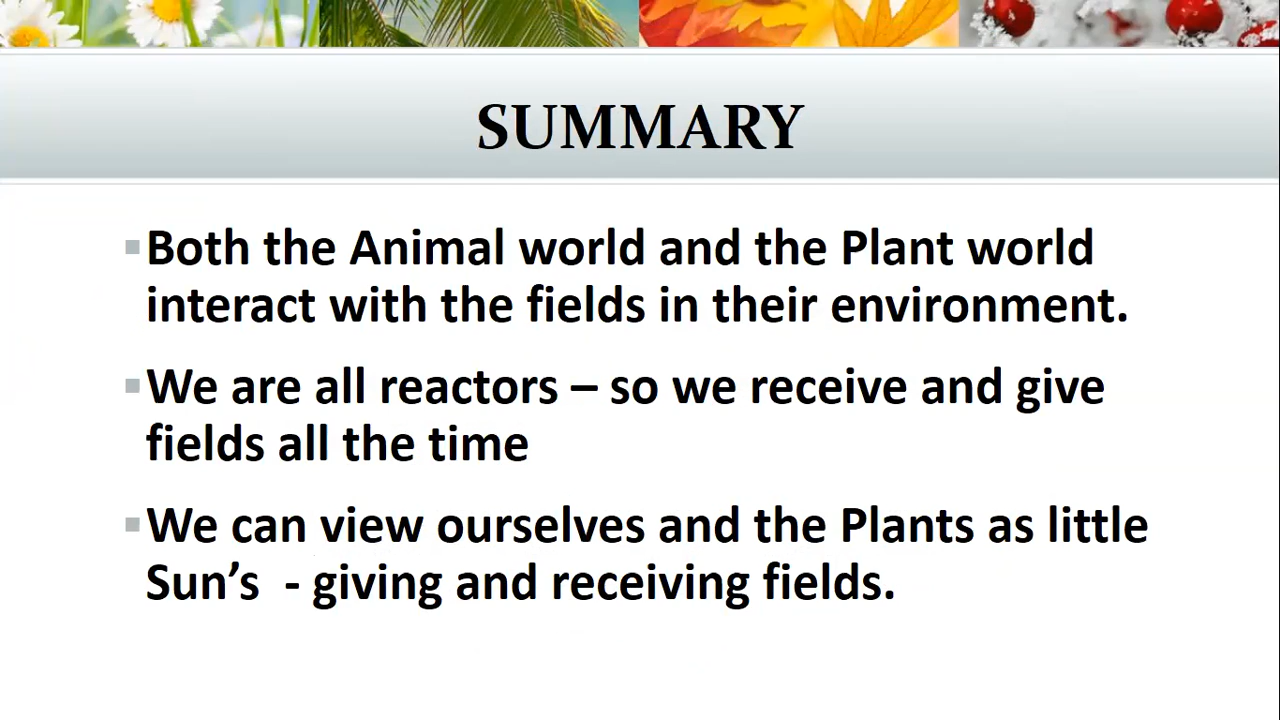 SUMMARY
Both the Animal world and the Plant world
interact with the fields in their environment.
We are all reactors – so we receive and give
fields all the time
We can view ourselves and the Plants as little
Sun’s  - giving and receiving fields.